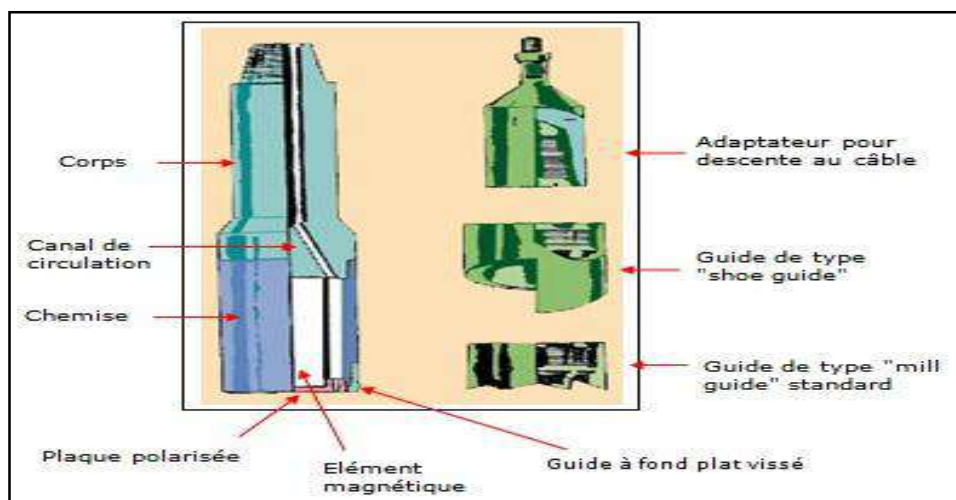 Corps
Canal de
circulation
Chemise
Plaque polarisée
Elément
magnétique
Guide à fond plat vissé
Adaptateur pour
descente au câble
Guide de type
"shoe guide"
Guide de type "mill
guide" standard